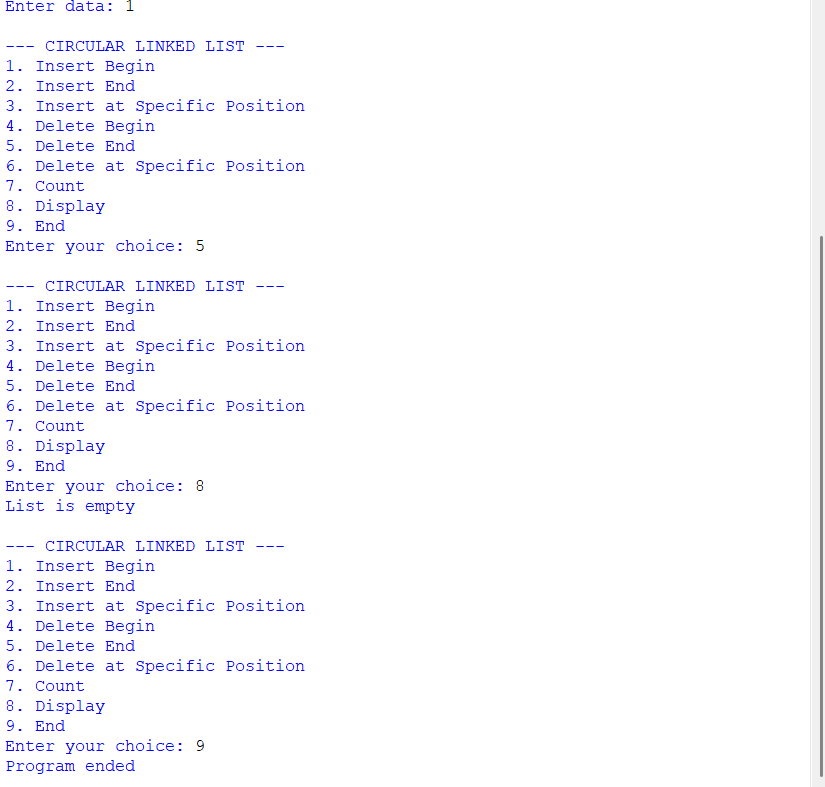 Enter data: 1
--- CIRCULAR LINKED LIST ---
1. Insert Begin
2. Insert End
3. Insert at Specific Position
4. Delete Begin
5. Delete End
6. Delete at Specific Position
7. Count
8. Display
9. End
Enter your choice: 5
--- CIRCULAR LINKED LIST ---
1. Insert Begin
2. Insert End
3. Insert at Specific Position
4. Delete Begin
5. Delete End
6. Delete at Specific Position
7. Count
8. Display
9. End
Enter your choice: 8
List is empty
--- CIRCULAR LINKED LIST ---
1. Insert Begin
2. Insert End
3. Insert at Specific Position
4. Delete Begin
5. Delete End
6. Delete at Specific Position
7. Count
8. Display
9. End
Enter your choice: 9
Program ended